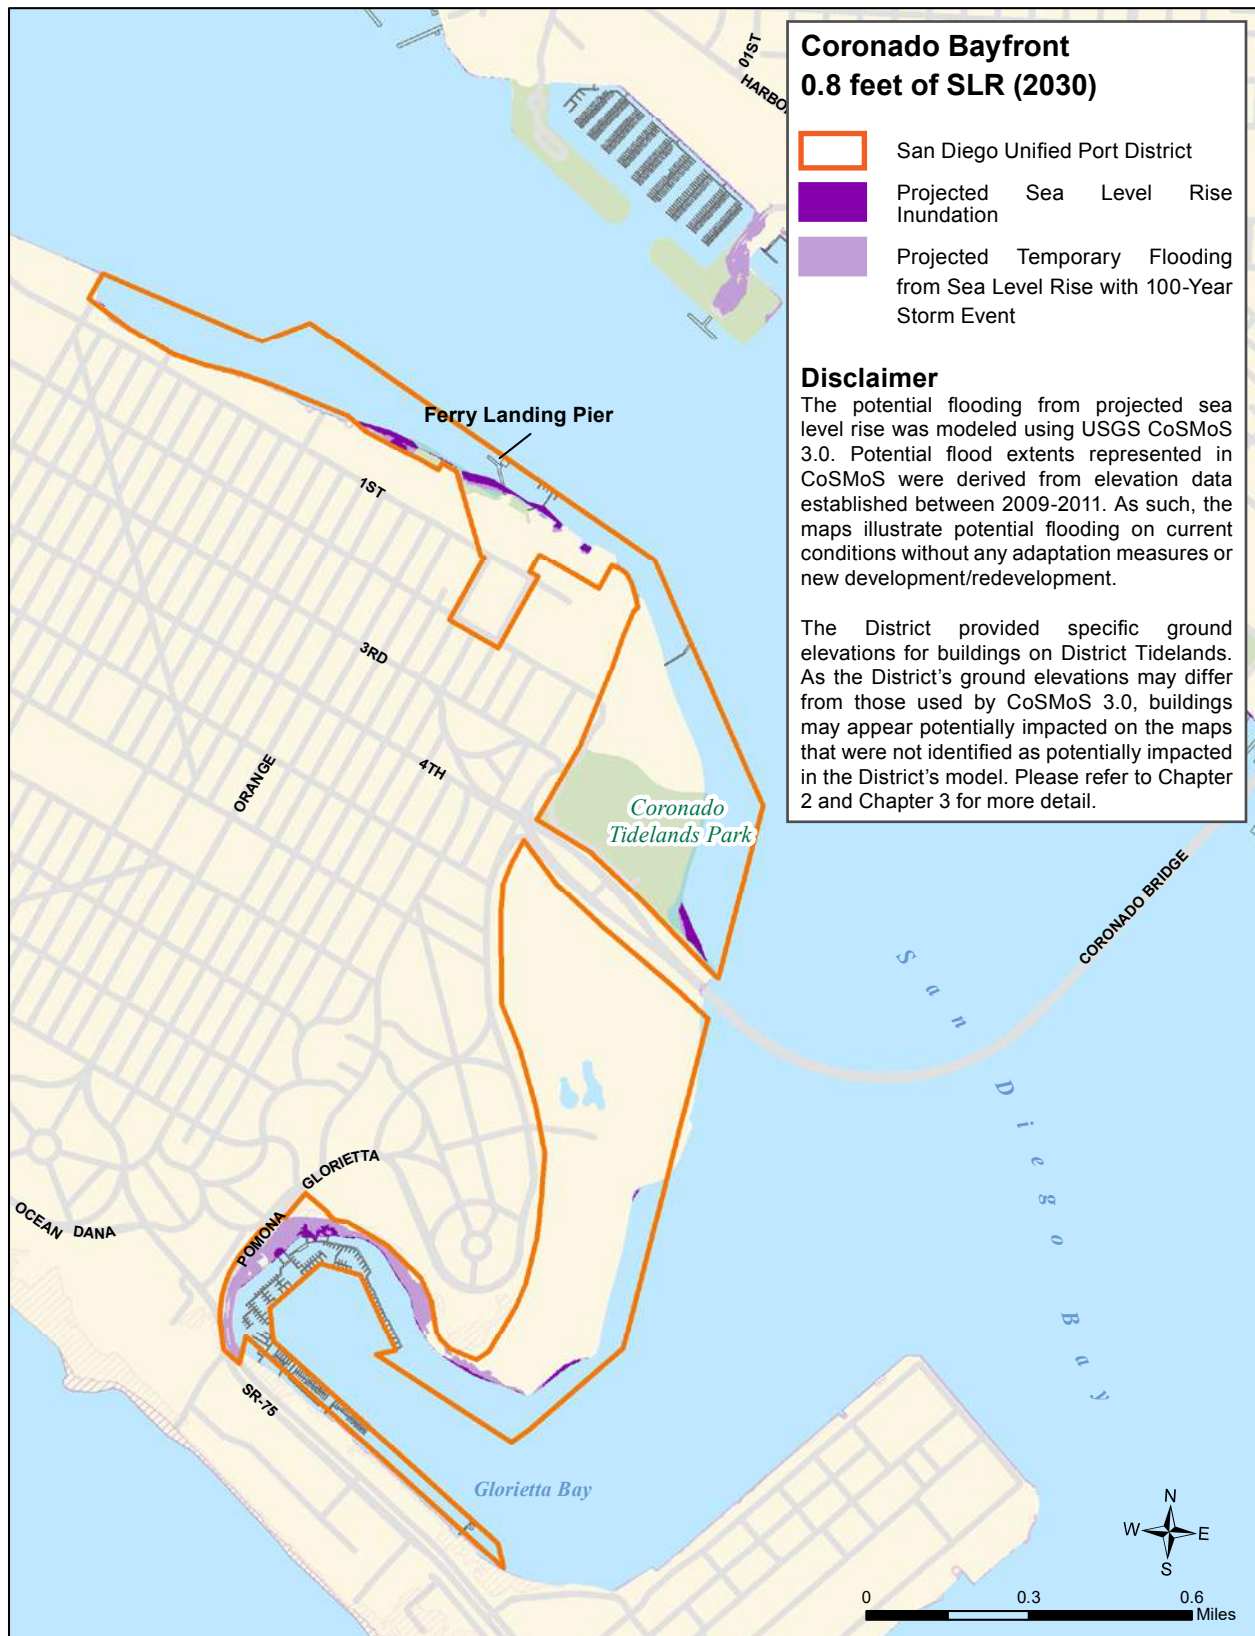 Coronado Bayfront
0.8 feet of SLR (2030)
San Diego Unified Port District
Projected Sea Level Rise
Inundation
Projected Temporary Flooding
from Sea Level Rise with 100-Year
Storm Event
Disclaimer
The potential flooding from projected sea
level rise was modeled using USGS CoSMoS
3.0. Potential flood extents represented in
CoSMoS were derived from elevation data
established between 2009-2011. As such, the
maps illustrate potential flooding on current
conditions without any adaptation measures or
new development/redevelopment.
The District provided specific ground
elevations for buildings on District Tidelands.
As the District's ground elevations may differ
from those used by CoSMoS 3.0, buildings
may appear potentially impacted on the maps
that were not identified as potentially impacted
in the District's model. Please refer to Chapter
2 and Chapter 3 for more detail.
01ST
HARBO
Ferry Landing Pier
1ST
3RD
4TH
ORANGE
Coronado
Tidelands Park
CORONADO BRIDGE
San Diego Bay
GLORIETTA
POMONA
OCEAN
DANA
SR-75
Glorietta Bay
N
W
E
S
0
0.3
0.6
Miles